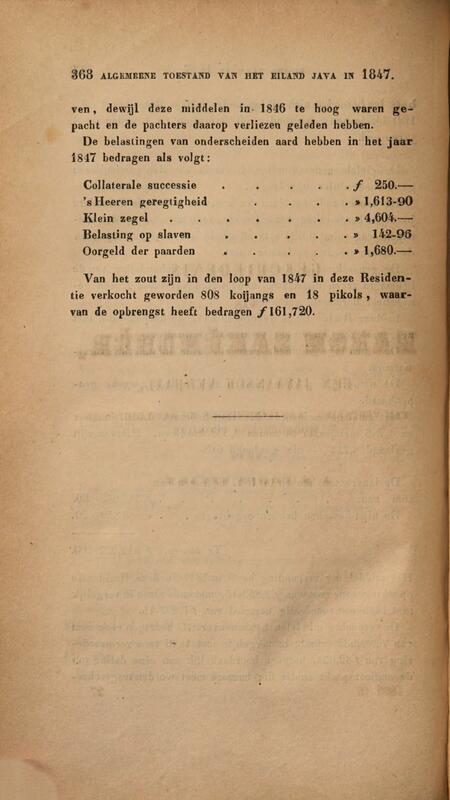 368 ALGEMEENE TOESTAND VAN HET EILAND JAVA IN 1847.
ven, dewijl deze middelen in 1846 te hoog waren ge-
pacht en de pachters daarop verliezen geleden hebben.
De belastingen van onderscheiden aard hebben in het jaar
1847 bedragen als volgt:
Collaterale successie . . . . . ƒ 250.—
's Heeren geregtigheid . . . . » 1,613-90
Klein zegel . . . . . . . » 4,604.—
Belasting op slaven . . . . . » 142-96
Oorgeld der paarden . . . . . » 1,680.—
Van het zout zijn in den loop van 1847 in deze Residen-
tie verkocht geworden 808 koijangs en 18 pikols, waar-
van de opbrengst heeft bedragen ƒ161,720.